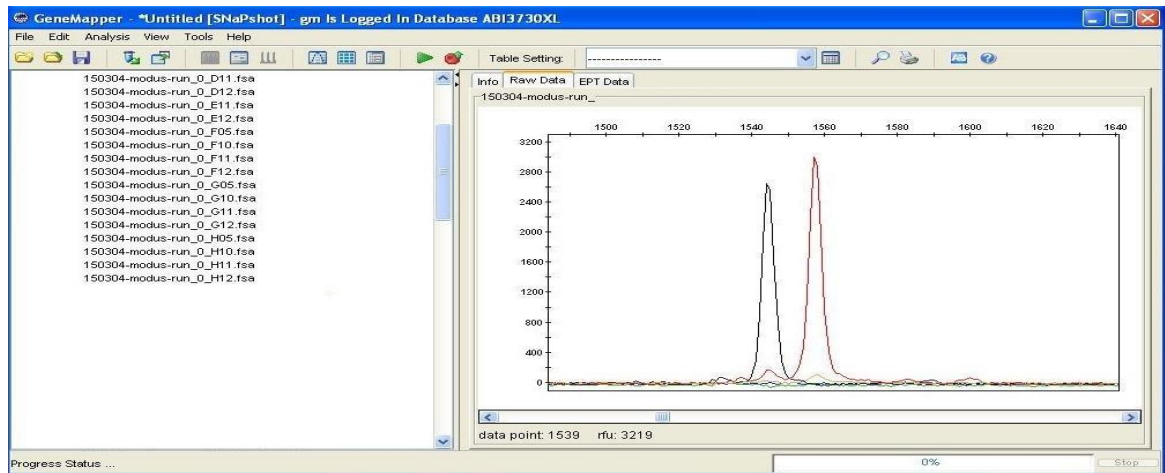 GeneMapper - *Untitled [SNaPshot] - gm Is Logged In Database ABI3730XL
File Edit Analysis View Tools Help
Table Setting: ---------------
150304-modus-run_0_D11.fsa
150304-modus-run_0_D12.fsa
150304-modus-run_0_E11.fsa
150304-modus-run_0_E12.fsa
150304-modus-run_0_F05.fsa
150304-modus-run_0_F10.fsa
150304-modus-run_0_F11.fsa
150304-modus-run_0_F12.fsa
150304-modus-run_0_G05.fsa
150304-modus-run_0_G10.fsa
150304-modus-run_0_G11.fsa
150304-modus-run_0_G12.fsa
150304-modus-run_0_H05.fsa
150304-modus-run_0_H10.fsa
150304-modus-run_0_H11.fsa
150304-modus-run_0_H12.fsa
Info Raw Data EPT Data
150304-modus-run_
1500 1520 1540 1560 1580 1600 1620 1640
3200
2800
2400
2000
1600
1200
800
400
0
data point: 1539 rfu: 3219
Progress Status ...
0%
Stop